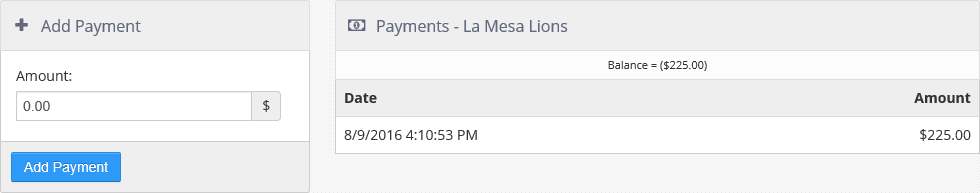 Add Payment
Amount:
0.00 $
Add Payment
Payments - La Mesa Lions
Balance = ($225.00)
Date Amount
8/9/2016 4:10:53 PM $225.00